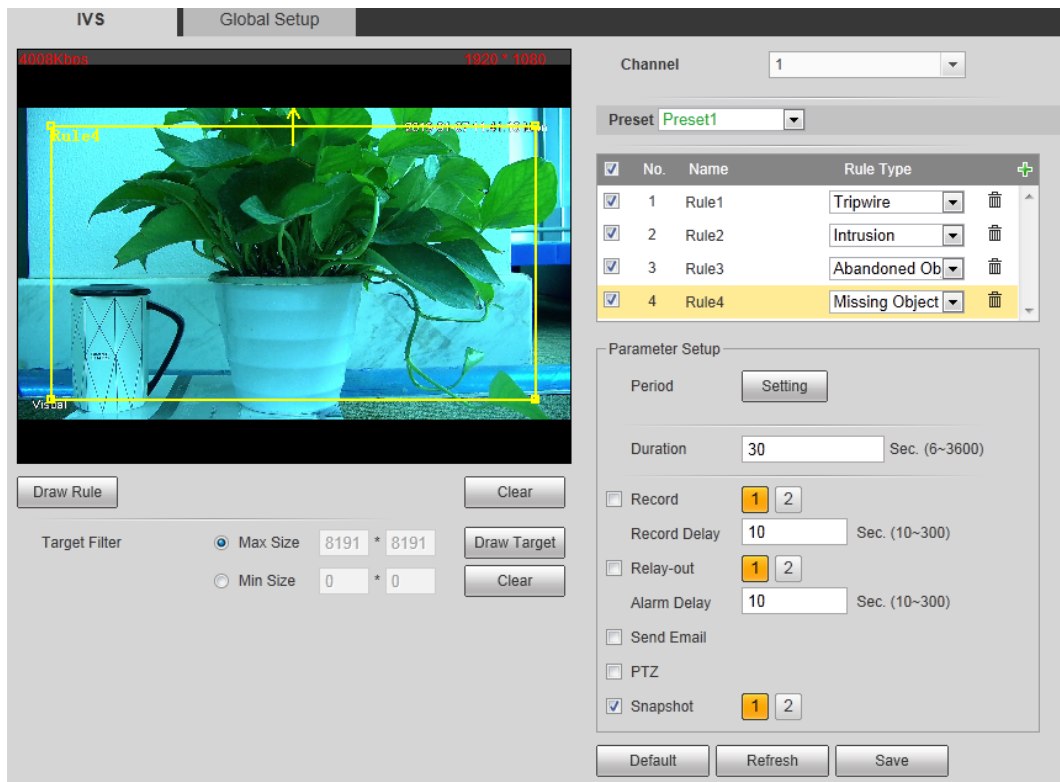 IVS Global Setup
4008Kbps 1920 * 1080
Rule4
Visual
Draw Rule Clear
Target Filter Max Size 8191 * 8191 Draw Target
Min Size 0 * 0 Clear
Channel 1
Preset Preset1
No. Name Rule Type
1 Rule1 Tripwire
2 Rule2 Intrusion
3 Rule3 Abandoned Ob
4 Rule4 Missing Object
Parameter Setup
Period Setting
Duration 30 Sec. (6~3600)
Record 1 2
Record Delay 10 Sec. (10~300)
Relay-out 1 2
Alarm Delay 10 Sec. (10~300)
Send Email
PTZ
Snapshot 1 2
Default Refresh Save